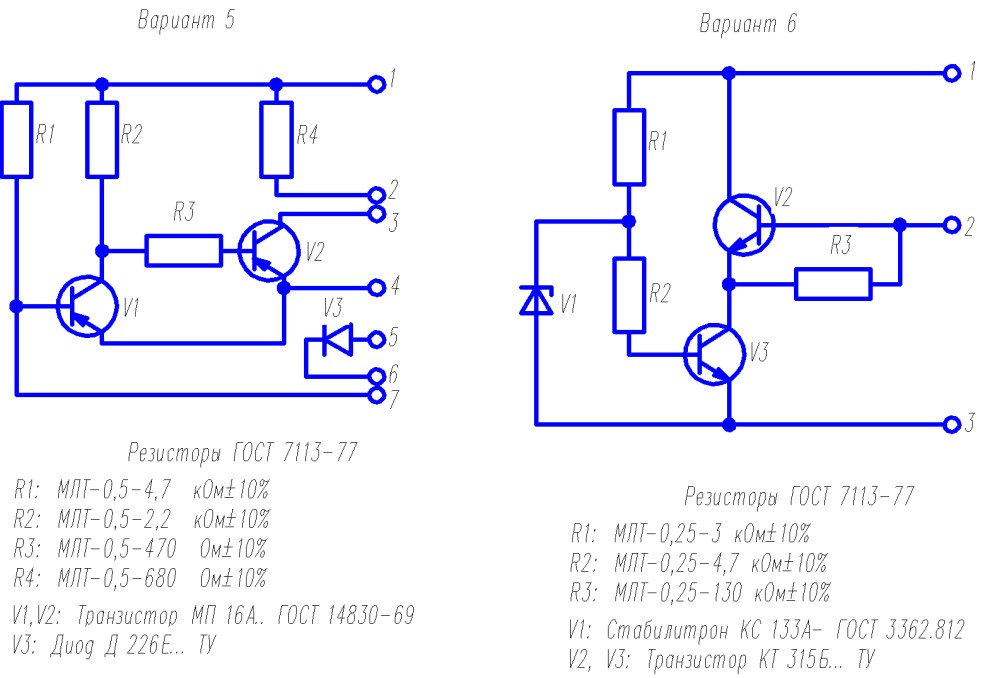 Вариант 5
R1
R2
R4
R3
V1
V2
V3
1
2
3
4
5
6
7
Резисторы ГОСТ 7113-77
R1: МЛТ-0,5-4,7 кОм±10%
R2: МЛТ-0,5-2,2 кОм±10%
R3: МЛТ-0,5-470 Ом±10%
R4: МЛТ-0,5-680 Ом±10%
V1,V2: Транзистор МП 16А.. ГОСТ 14830-69
V3: Диод Д 226Е... ТУ
Вариант 6
R1
V2
R3
R2
V1
V3
1
2
3
Резисторы ГОСТ 7113-77
R1: МЛТ-0,25-3 кОм±10%
R2: МЛТ-0,25-4,7 кОм±10%
R3: МЛТ-0,25-130 кОм±10%
V1: Стабилитрон КС 133А- ГОСТ 3362.812
V2, V3: Транзистор КТ 315Б... ТУ